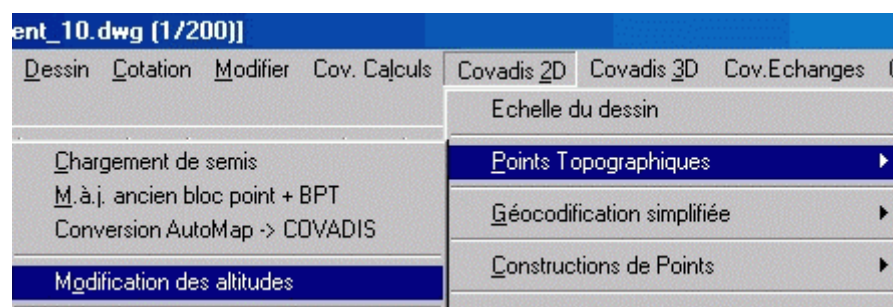 ent_10.dwg (1/200)]
Dessin Cotation Modifier Cov. Calculs Covadis 2D Covadis 3D Cov.Echanges
Echelle du dessin
Points Topographiques
Géocodification simplifiée
Constructions de Points
Chargement de semis
M.à.j. ancien bloc point + BPT
Conversion AutoMap -> COVADIS
Modification des altitudes